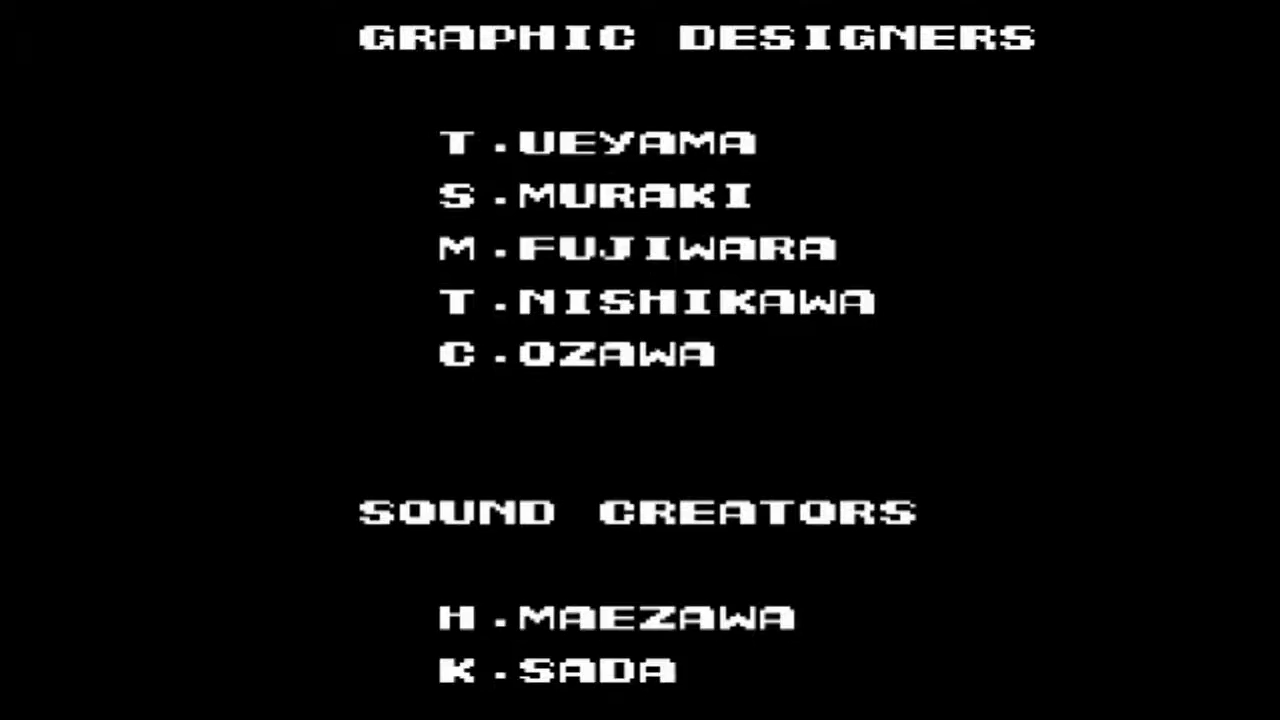 GRAPHIC DESIGNERS
T.UEYAMA
S.MURAKI
M.FUJIWARA
T.NISHIKAWA
C.OZAWA
SOUND CREATORS
H.MAEZAWA
K.SADA